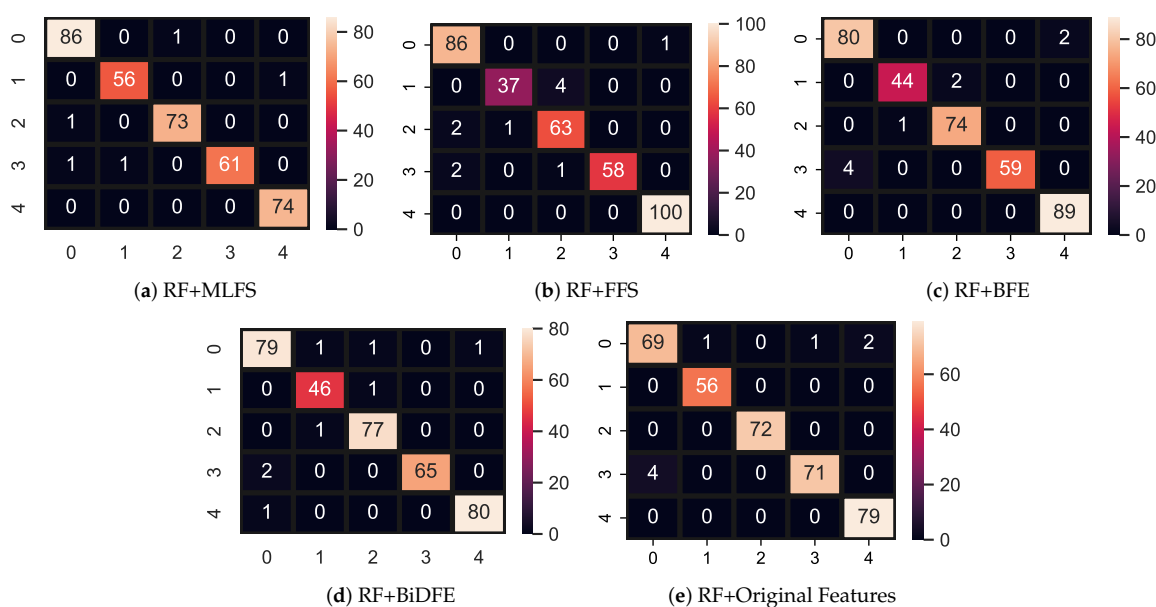 0 86 0 1 0 0
1 0 56 0 0 1
2 1 0 73 0 0
3 1 1 0 61 0
4 0 0 0 0 74
0 1 2 3 4
80
60
40
20
0
(a) RF+MLFS
0 86 0 0 0 1
1 0 37 4 0 0
2 2 1 63 0 0
3 2 0 1 58 0
4 0 0 0 0 100
0 1 2 3 4
100
80
60
40
20
0
(b) RF+FFS
0 80 0 0 0 2
1 0 44 2 0 0
2 0 1 74 0 0
3 4 0 0 59 0
4 0 0 0 0 89
0 1 2 3 4
80
60
40
20
0
(c) RF+BFE
0 79 1 1 0 1
1 0 46 1 0 0
2 0 1 77 0 0
3 2 0 0 65 0
4 1 0 0 0 80
0 1 2 3 4
80
60
40
20
0
(d) RF+BiDFE
0 69 1 0 1 2
1 0 56 0 0 0
2 0 0 72 0 0
3 4 0 0 71 0
4 0 0 0 0 79
0 1 2 3 4
60
40
20
0
(e) RF+Original Features